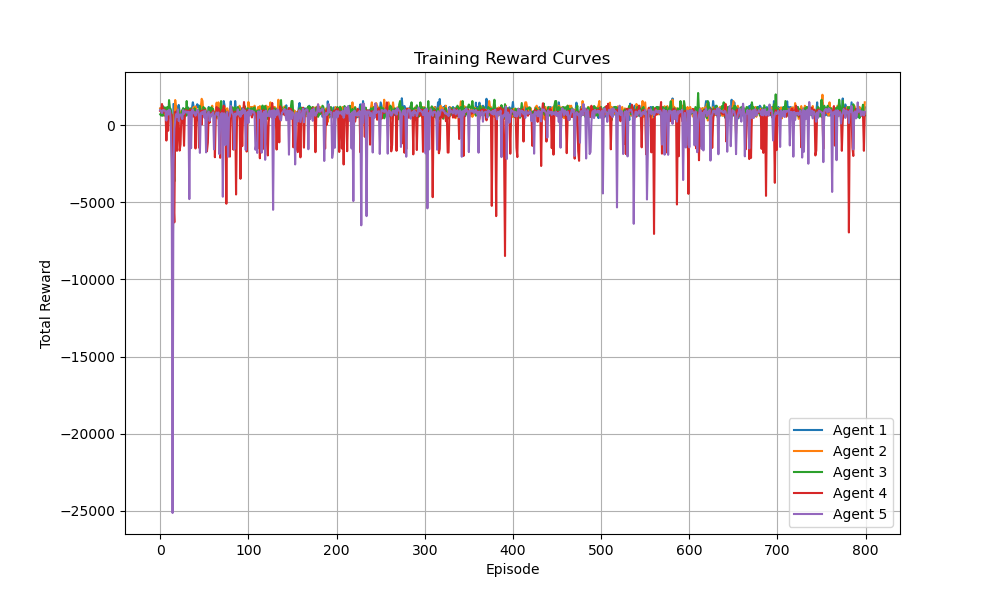 Training Reward Curves
Total Reward
0
−5000
−10000
−15000
−20000
−25000
0 100 200 300 400 500 600 700 800
Episode
Agent 1
Agent 2
Agent 3
Agent 4
Agent 5